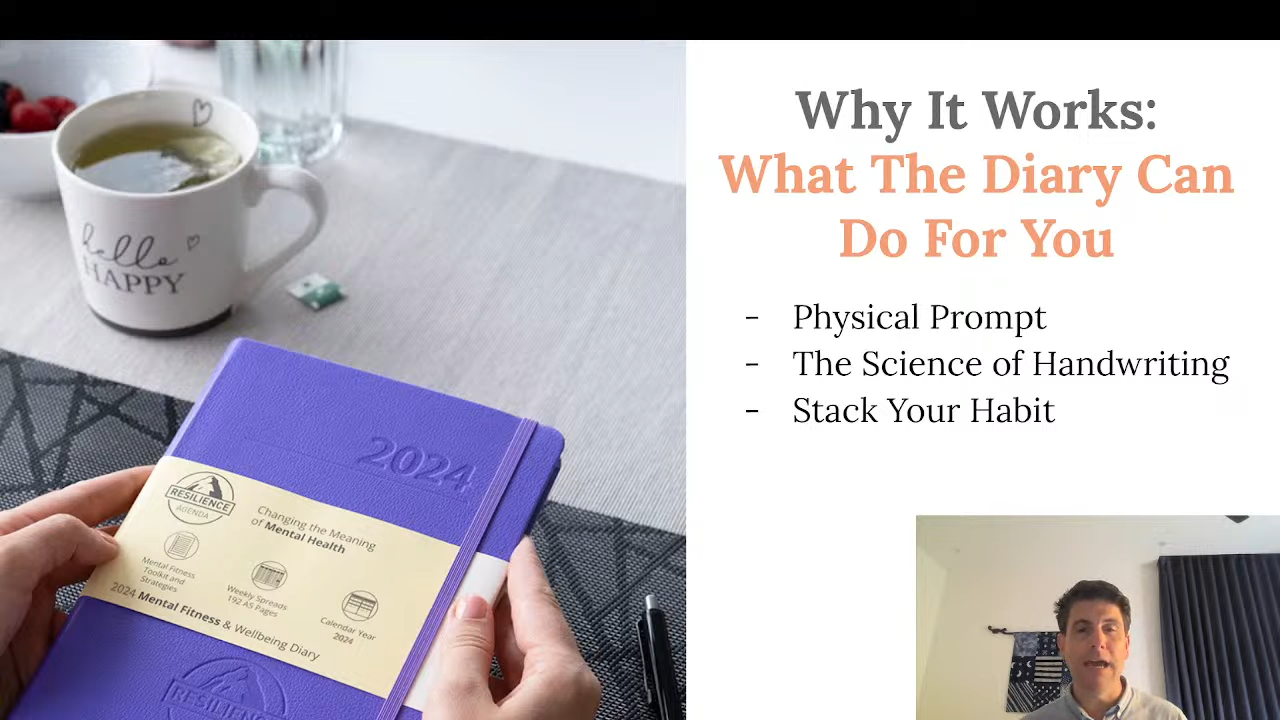 Why It Works:
What The Diary Can
Do For You
- Physical Prompt
- The Science of Handwriting
- Stack Your Habit
hello
HAPPY
2024
RESILIENCE
AGENDA
Changing the Meaning
of Mental Health
Mental Fitness
Toolkit and
Strategies
Weekly Spreads
192 A5 Pages
Calendar Year
2024
2024 Mental Fitness & Wellbeing Diary
RESILIENCE